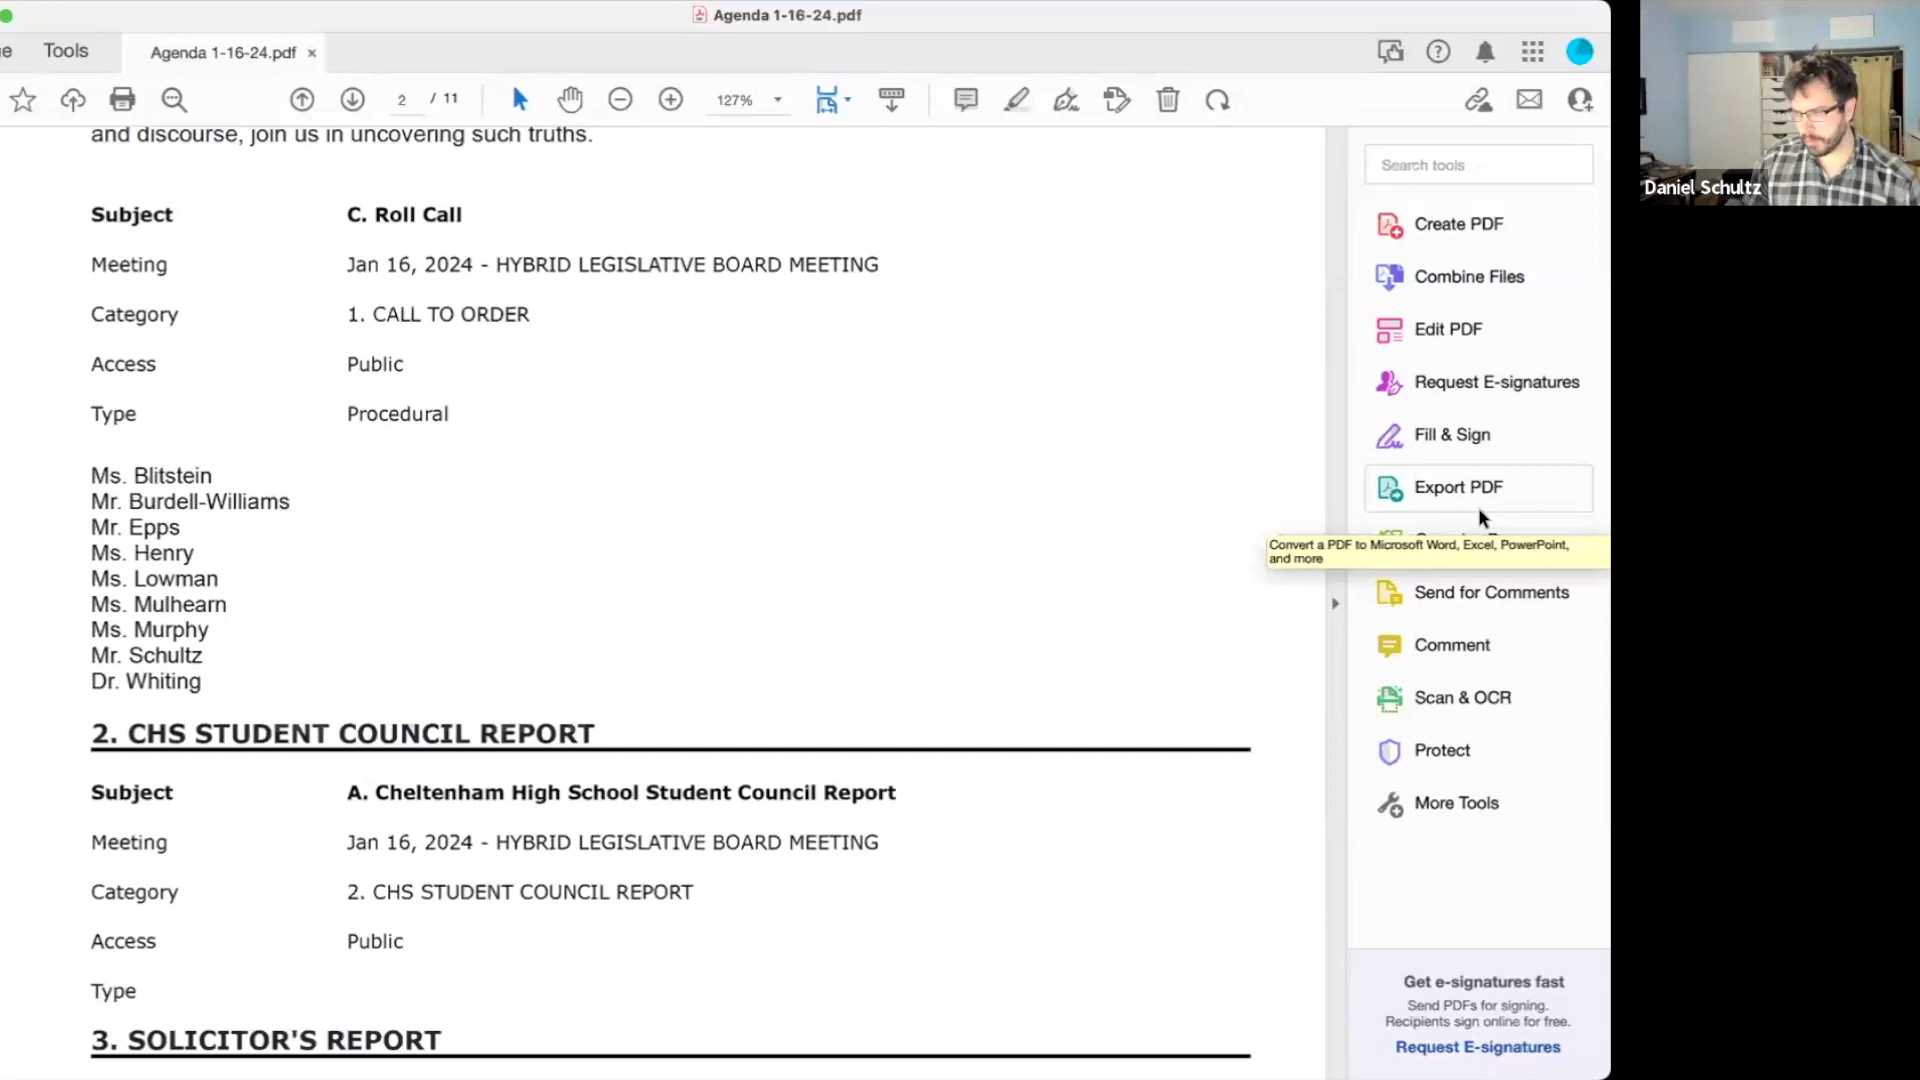 Agenda 1-16-24.pdf
Tools
Agenda 1-16-24.pdf ×
2 / 11
127%
and discourse, join us in uncovering such truths.
Subject C. Roll Call
Meeting Jan 16, 2024 - HYBRID LEGISLATIVE BOARD MEETING
Category 1. CALL TO ORDER
Access Public
Type Procedural
Ms. Blitstein
Mr. Burdell-Williams
Mr. Epps
Ms. Henry
Ms. Lowman
Ms. Mulhearn
Ms. Murphy
Mr. Schultz
Dr. Whiting
2. CHS STUDENT COUNCIL REPORT
Subject A. Cheltenham High School Student Council Report
Meeting Jan 16, 2024 - HYBRID LEGISLATIVE BOARD MEETING
Category 2. CHS STUDENT COUNCIL REPORT
Access Public
Type
3. SOLICITOR'S REPORT
Search tools
Create PDF
Combine Files
Edit PDF
Request E-signatures
Fill & Sign
Export PDF
Convert a PDF to Microsoft Word, Excel, PowerPoint,
and more
Send for Comments
Comment
Scan & OCR
Protect
More Tools
Get e-signatures fast
Send PDFs for signing.
Recipients sign online for free.
Request E-signatures
Daniel Schultz